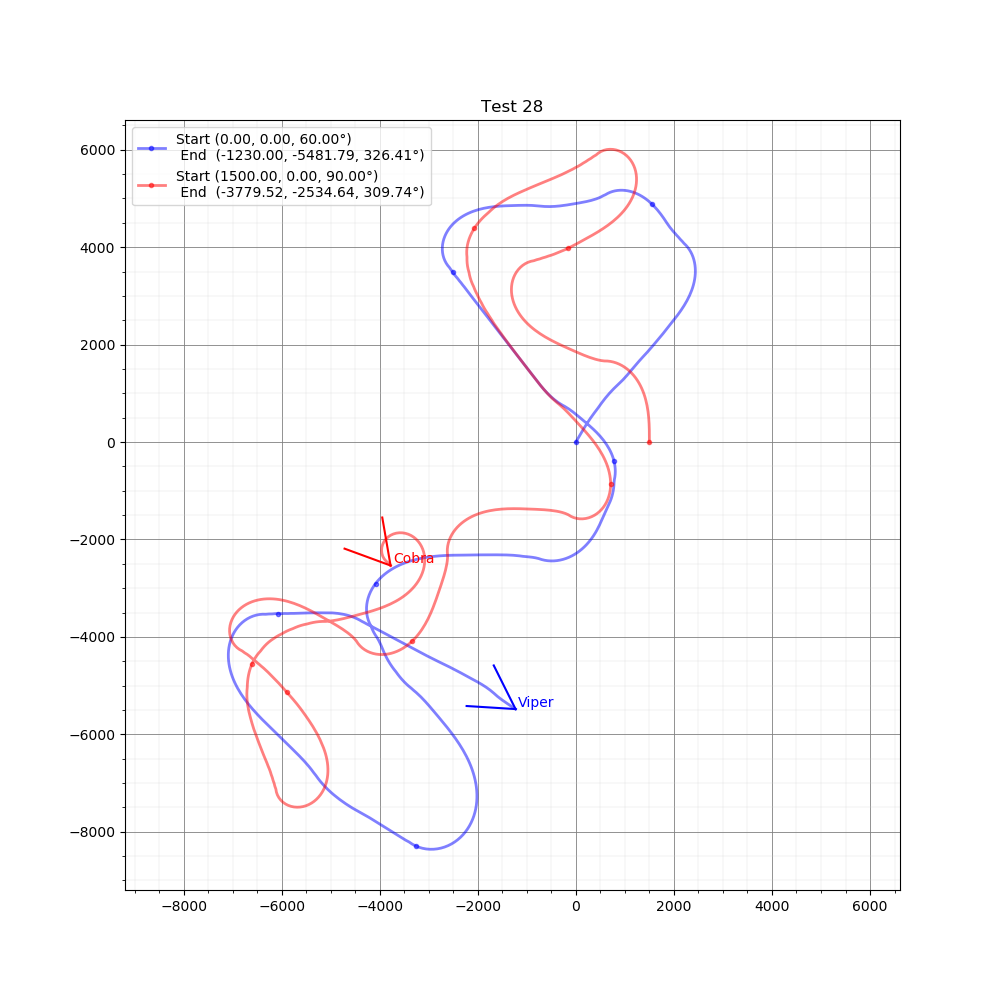 Test 28
Start (0.00, 0.00, 60.00°)
End (-1230.00, -5481.79, 326.41°)
Start (1500.00, 0.00, 90.00°)
End (-3779.52, -2534.64, 309.74°)
6000
4000
2000
0
−2000
−4000
−6000
−8000
Cobra
Viper
−8000 −6000 −4000 −2000 0 2000 4000 6000